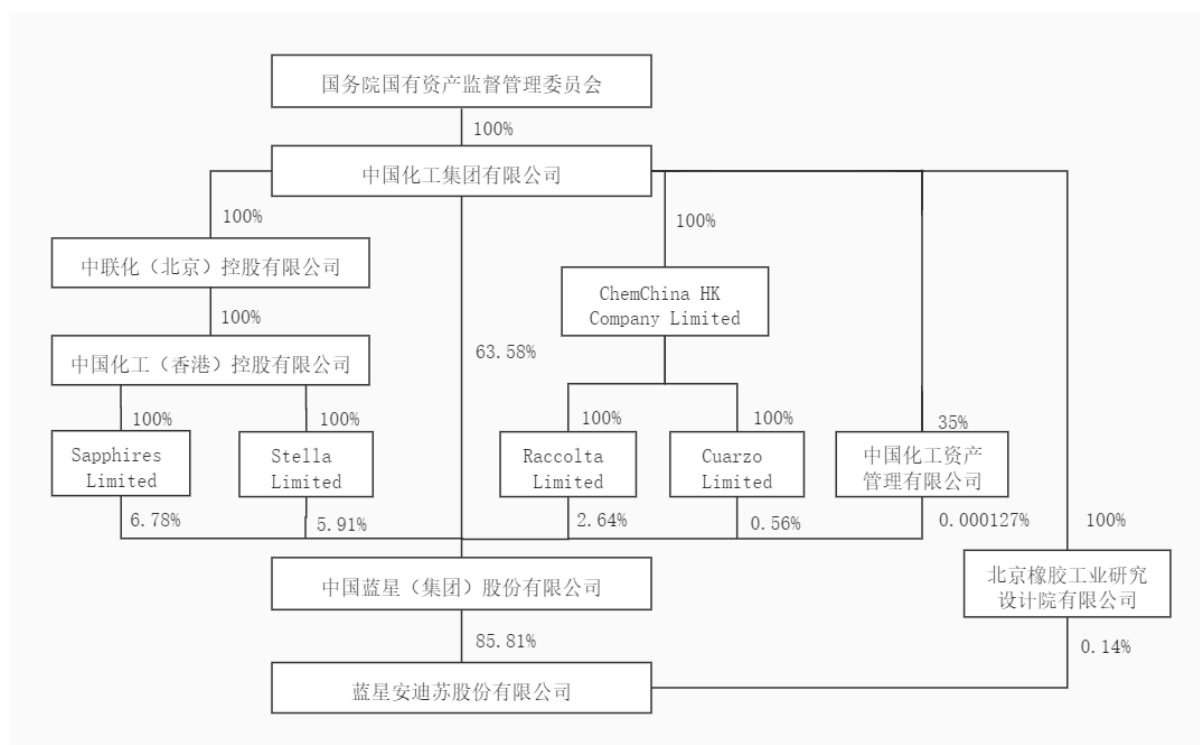 国务院国有资产监督管理委员会
100%
中国化工集团有限公司
100%
100%
中联化（北京）控股有限公司
ChemChina HK
Company Limited
100%
中国化工（香港）控股有限公司
63.58%
100%
100%
100%
100%
35%
Sapphires
Limited
Stella
Limited
Raccolta
Limited
Cuarzo
Limited
中国化工资产
管理有限公司
6.78%
5.91%
2.64%
0.56%
0.000127%
100%
中国蓝星（集团）股份有限公司
北京橡胶工业研究
设计院有限公司
85.81%
0.14%
蓝星安迪苏股份有限公司